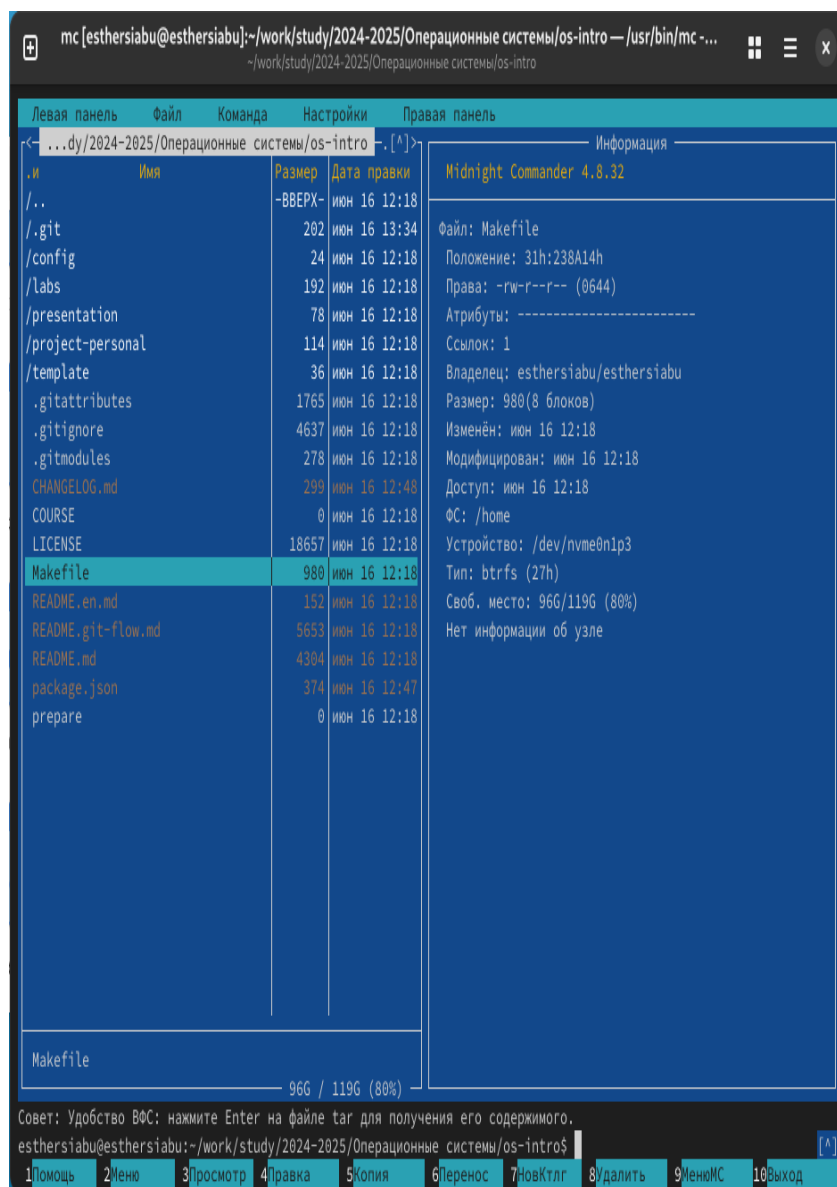 mc [esthersiabu@esthersiabu]:~/work/study/2024-2025/Операционные системы/os-intro — /usr/bin/mc -...
~/work/study/2024-2025/Операционные системы/os-intro
Левая панель Файл Команда Настройки Правая панель
<- ...dy/2024-2025/Операционные системы/os-intro -.[^]>
.и Имя Размер Дата правки
/.. -ВВЕРХ- июн 16 12:18
/.git 202 июн 16 13:34
/config 24 июн 16 12:18
/labs 192 июн 16 12:18
/presentation 78 июн 16 12:18
/project-personal 114 июн 16 12:18
/template 36 июн 16 12:18
.gitattributes 1765 июн 16 12:18
.gitignore 4637 июн 16 12:18
.gitmodules 278 июн 16 12:18
CHANGELOG.md 299 июн 16 12:48
COURSE 0 июн 16 12:18
LICENSE 18657 июн 16 12:18
Makefile 980 июн 16 12:18
README.en.md 152 июн 16 12:18
README.git-flow.md 5653 июн 16 12:18
README.md 4304 июн 16 12:18
package.json 374 июн 16 12:47
prepare 0 июн 16 12:18
Makefile
96G / 119G (80%)
Информация
Midnight Commander 4.8.32
Файл: Makefile
Положение: 31h:238A14h
Права: -rw-r--r-- (0644)
Атрибуты: -------------------------
Ссылок: 1
Владелец: esthersiabu/esthersiabu
Размер: 980(8 блоков)
Изменён: июн 16 12:18
Модифицирован: июн 16 12:18
Доступ: июн 16 12:18
ФС: /home
Устройство: /dev/nvme0n1p3
Тип: btrfs (27h)
Своб. место: 96G/119G (80%)
Нет информации об узле
Совет: Удобство ВФС: нажмите Enter на файле tar для получения его содержимого.
esthersiabu@esthersiabu:~/work/study/2024-2025/Операционные системы/os-intro$ [^]
1Помощь 2Меню 3Просмотр 4Правка 5Копия 6Перенос 7НовКтлг 8Удалить 9МенюМС 10Выход